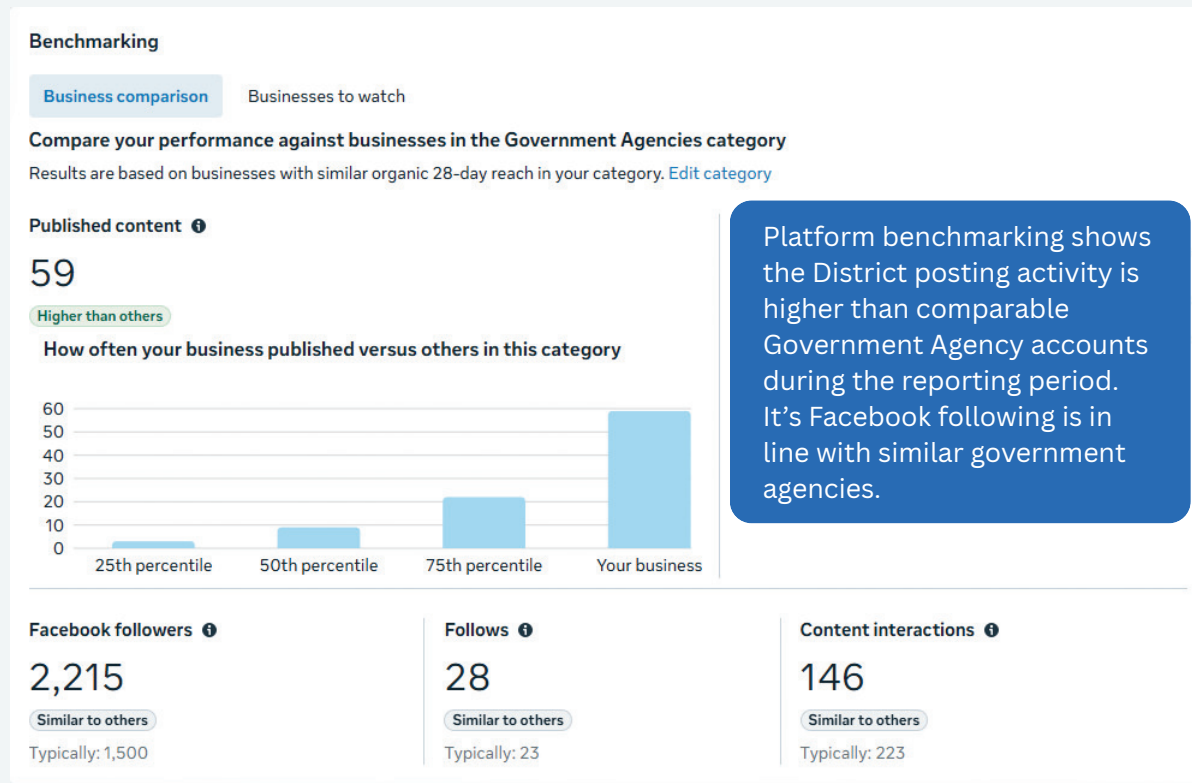 Benchmarking
Business comparison
Businesses to watch
Compare your performance against businesses in the Government Agencies category
Results are based on businesses with similar organic 28-day reach in your category. Edit category
Published content
59
Higher than others
How often your business published versus others in this category
60
50
40
30
20
10
0
25th percentile
50th percentile
75th percentile
Your business
Platform benchmarking shows
the District posting activity is
higher than comparable
Government Agency accounts
during the reporting period.
It’s Facebook following is in
line with similar government
agencies.
Facebook followers
2,215
Similar to others
Typically: 1,500
Follows
28
Similar to others
Typically: 23
Content interactions
146
Similar to others
Typically: 223